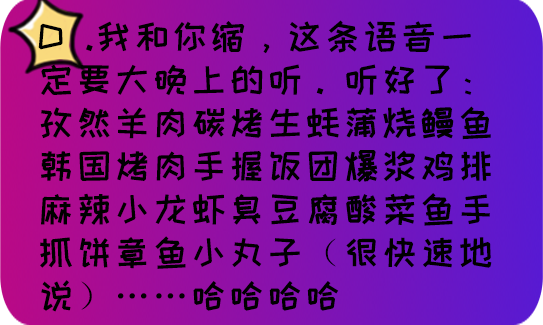 口.我和你缩，这条语音一
定要大晚上的听。听好了：
孜然羊肉碳烤生蚝蒲烧鳗鱼
韩国烤肉手握饭团爆浆鸡排
麻辣小龙虾臭豆腐酸菜鱼手
抓饼章鱼小丸子（很快速地
说）……哈哈哈哈